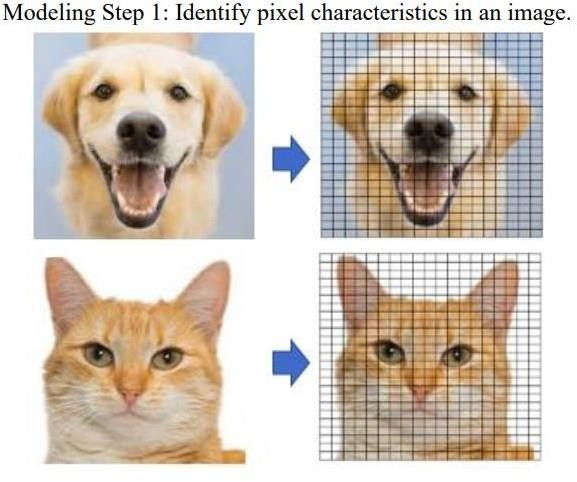 Modeling Step 1: Identify pixel characteristics in an image.